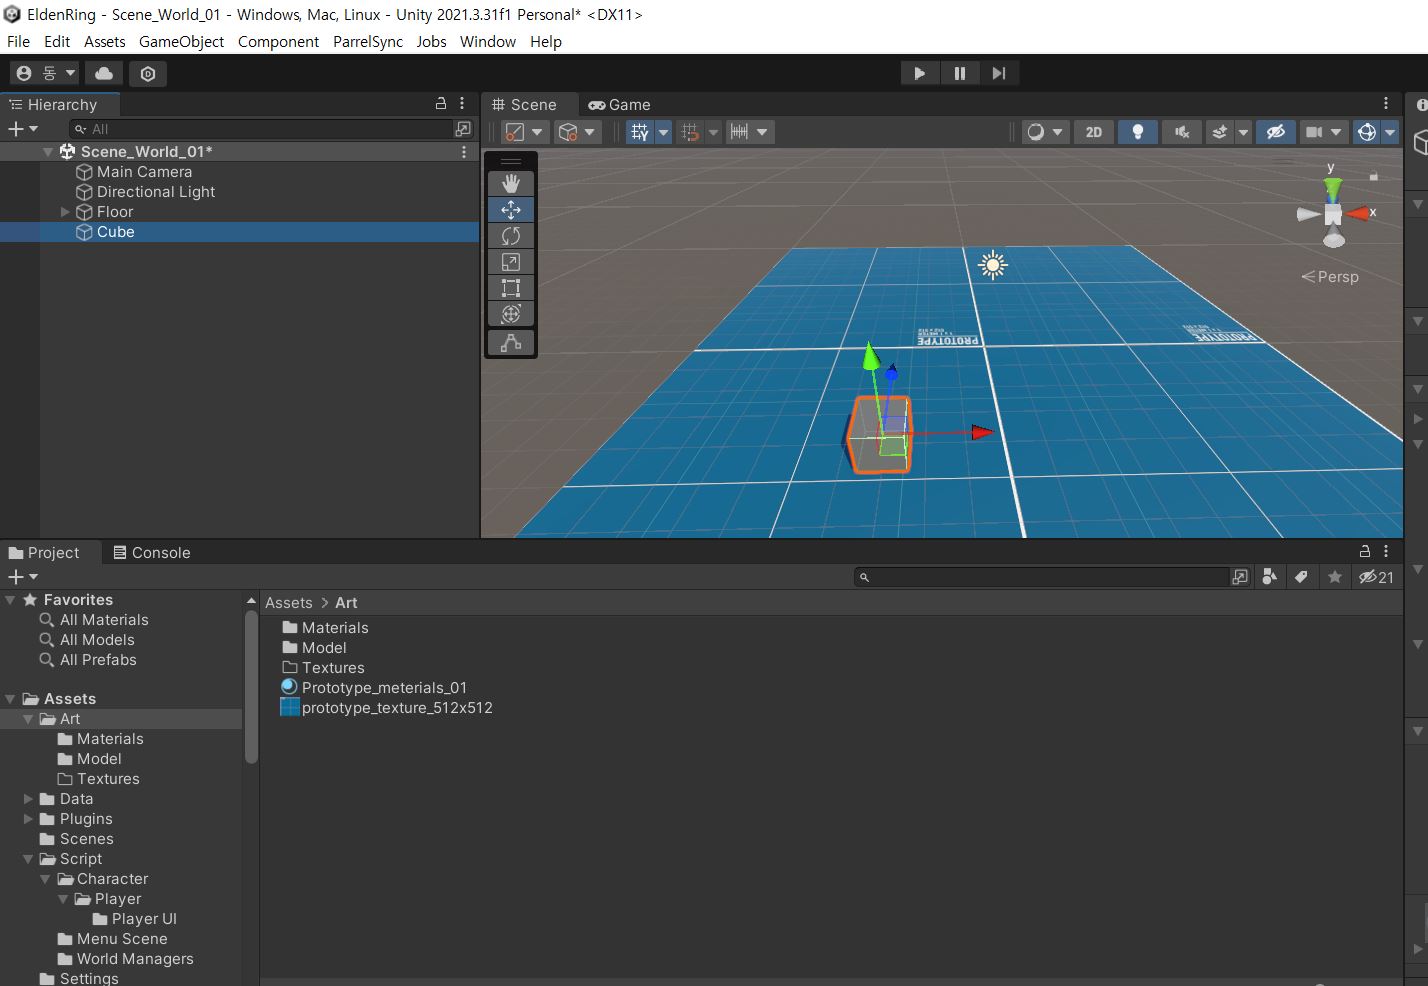 EldenRing - Scene_World_01 - Windows, Mac, Linux - Unity 2021.3.31f1 Personal* <DX11>
File Edit Assets GameObject Component ParrelSync Jobs Window Help
동
Hierarchy
All
Scene_World_01*
Main Camera
Directional Light
Floor
Cube
Scene Game
2D
y
x
Persp
PROTOTYPE
PROTOTYPE
Project Console
21
Favorites
All Materials
All Models
All Prefabs
Assets
Art
Materials
Model
Textures
Data
Plugins
Scenes
Script
Character
Player
Player UI
Menu Scene
World Managers
Settings
Assets > Art
Materials
Model
Textures
Prototype_meterials_01
prototype_texture_512x512